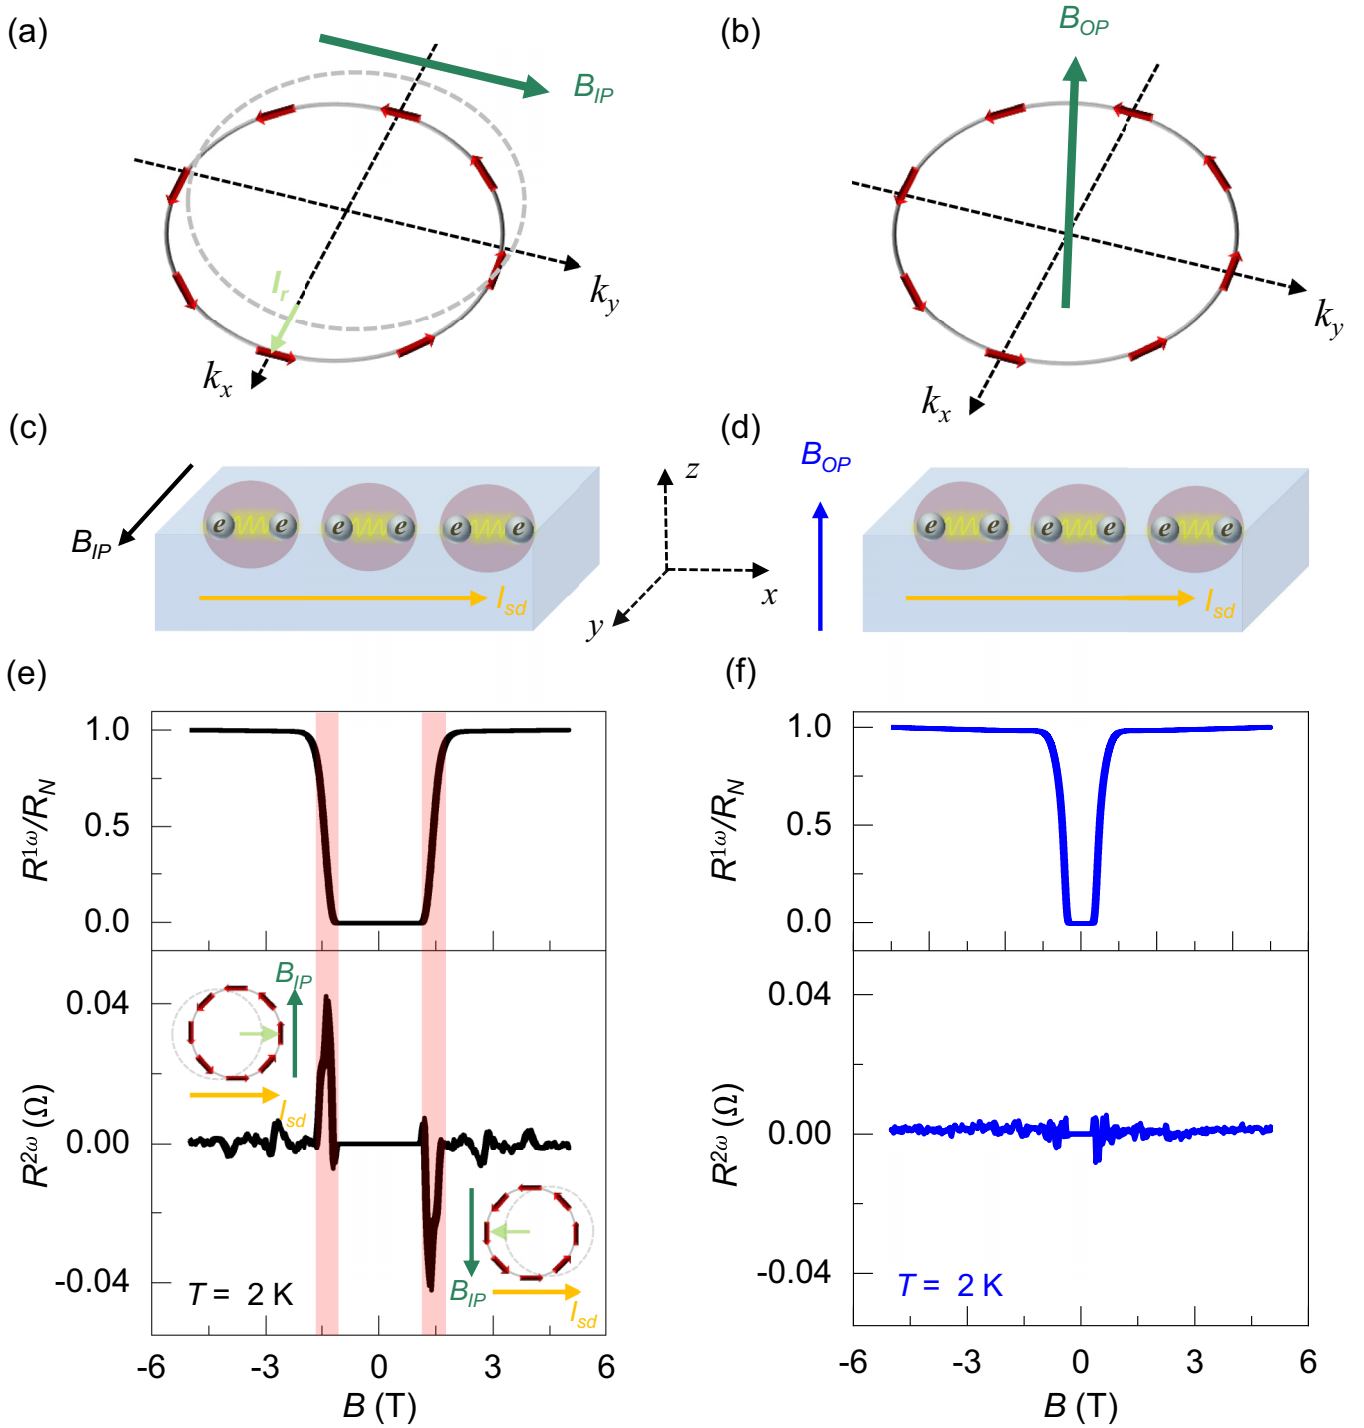 (a)
B_IP
k_y
I_r
k_x
(b)
B_OP
k_y
k_x
(c)
B_IP
e e e e e e
I_sd
z
x
y
(d)
B_OP
e e e e e e
I_sd
(e)
1.0
0.5
0.0
R^1ω/R_N
0.04
0.00
-0.04
R^2ω (Ω)
B_IP
I_sd
B_IP
I_sd
T = 2 K
-6 -3 0 3 6
B (T)
(f)
1.0
0.5
0.0
R^1ω/R_N
0.04
0.00
-0.04
R^2ω (Ω)
T = 2 K
-6 -3 0 3 6
B (T)